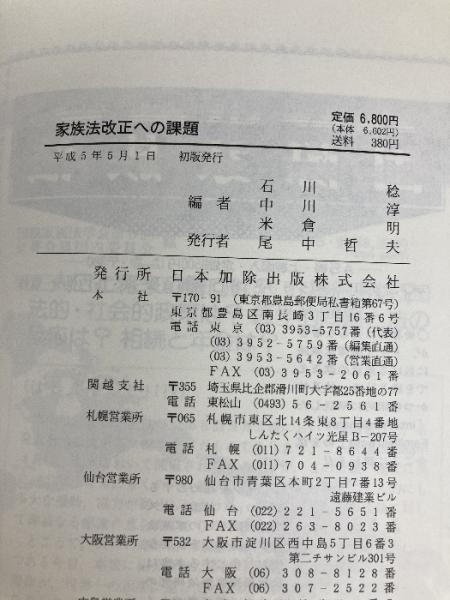 家族法改正への課題
定価 6.800円
(本体 6.602円)
送料 380円
平成5年5月1日 初版発行
石川 稔
編者 中川 淳
米倉 明
発行者 尾中哲夫
発行所 日本加除出版株式会社
本社 〒170-91 (東京都豊島郵便局私書箱第67号)
東京都豊島区南長崎3丁目16番6号
電話 東京 (03) 3953-5757番 (代表)
(03) 3952-5759番 (編集直通)
(03) 3953-5642番 (営業直通)
FAX (03) 3953-2061番
関越支社 〒355 埼玉県比企郡滑川町大字都25番地の77
電話 東松山 (0493) 56-2561番
札幌営業所 〒065 札幌市東区北14条東8丁目4番地
しんたくハイツ光星B-207号
電話 札幌 (011) 721-8644番
FAX (011) 704-0938番
仙台営業所 〒980 仙台市青葉区本町2丁目7番13号
遠藤建業ビル
電話 仙台 (022) 221-5651番
FAX (022) 263-8023番
大阪営業所 〒532 大阪市淀川区西中島5丁目6番3
第二チサンビル301号
電話 大阪 (06) 308-8128番
FAX (06) 307-2522番